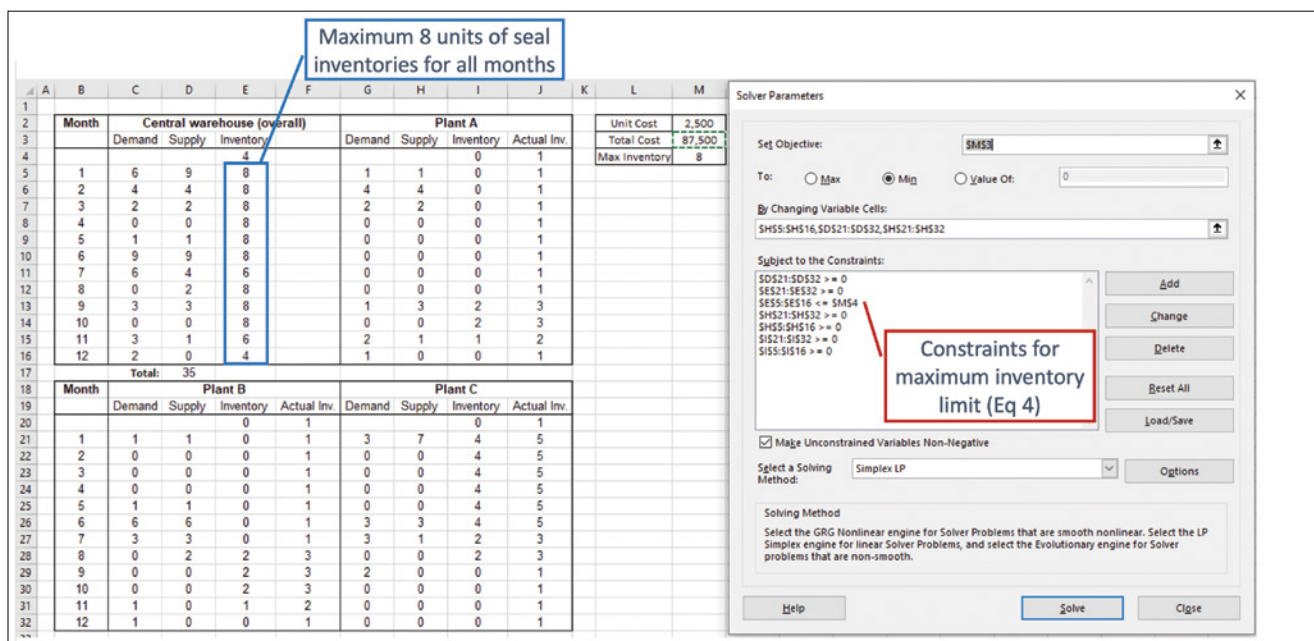 Maximum 8 units of seal
inventories for all months
A B C D E F G H I J K L M
1
2 Month Central warehouse (overall) Plant A Unit Cost 2,500
3 Demand Supply Inventory Demand Supply Inventory Actual Inv. Total Cost 87,500
4 4 0 1 Max Inventory 8
5 1 6 9 8 1 1 0 1
6 2 4 4 8 4 4 0 1
7 3 2 2 8 2 2 0 1
8 4 0 0 8 0 0 0 1
9 5 1 1 8 0 0 0 1
10 6 9 9 8 0 0 0 1
11 7 6 4 6 0 0 0 1
12 8 0 2 8 0 0 0 1
13 9 3 3 8 1 3 2 3
14 10 0 0 8 0 0 2 3
15 11 3 1 6 2 1 1 2
16 12 2 0 4 1 0 0 1
17 Total: 35
18 Month Plant B Plant C
19 Demand Supply Inventory Actual Inv. Demand Supply Inventory Actual Inv.
20 0 1 0 1
21 1 1 1 0 1 3 7 4 5
22 2 0 0 0 1 0 0 4 5
23 3 0 0 0 1 0 0 4 5
24 4 0 0 0 1 0 0 4 5
25 5 1 1 0 1 0 0 4 5
26 6 6 6 0 1 3 3 4 5
27 7 3 3 0 1 3 1 2 3
28 8 0 2 2 3 0 0 2 3
29 9 0 0 2 3 2 0 0 1
30 10 0 0 2 3 0 0 0 1
31 11 1 0 1 2 0 0 0 1
32 12 1 0 0 1 0 0 0 1
Solver Parameters
Set Objective: $M$3
To: Max Min Value Of: 0
By Changing Variable Cells:
$H$5:$H$16,$D$21:$D$32,$H$21:$H$32
Subject to the Constraints:
$D$21:$D$32 >= 0
$E$21:$E$32 >= 0
$E$5:$E$16 <= $M$4
$H$21:$H$32 >= 0
$H$5:$H$16 >= 0
$I$21:$I$32 >= 0
$I$5:$I$16 >= 0
Constraints for
maximum inventory
limit (Eq 4)
Add
Change
Delete
Reset All
Load/Save
Make Unconstrained Variables Non-Negative
Select a Solving
Method:
Simplex LP
Options
Solving Method
Select the GRG Nonlinear engine for Solver Problems that are smooth nonlinear. Select the LP
Simplex engine for linear Solver Problems, and select the Evolutionary engine for Solver
problems that are non-smooth.
Help Solve Close